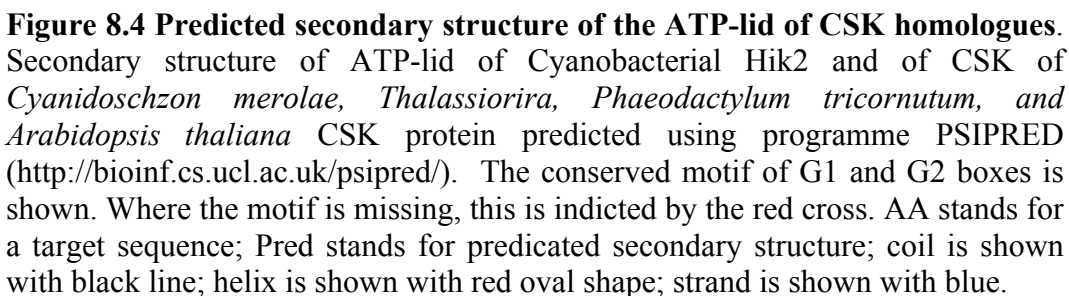 Figure 8.4 Predicted secondary structure of the ATP-lid of CSK homologues.
Secondary structure of ATP-lid of Cyanobacterial Hik2 and of CSK of
Cyanidoschzon merolae, Thalassiorira, Phaeodactylum tricornutum, and
Arabidopsis thaliana CSK protein predicted using programme PSIPRED
(http://bioinf.cs.ucl.ac.uk/psipred/). The conserved motif of G1 and G2 boxes is
shown. Where the motif is missing, this is indicted by the red cross. AA stands for
a target sequence; Pred stands for predicated secondary structure; coil is shown
with black line; helix is shown with red oval shape; strand is shown with blue.